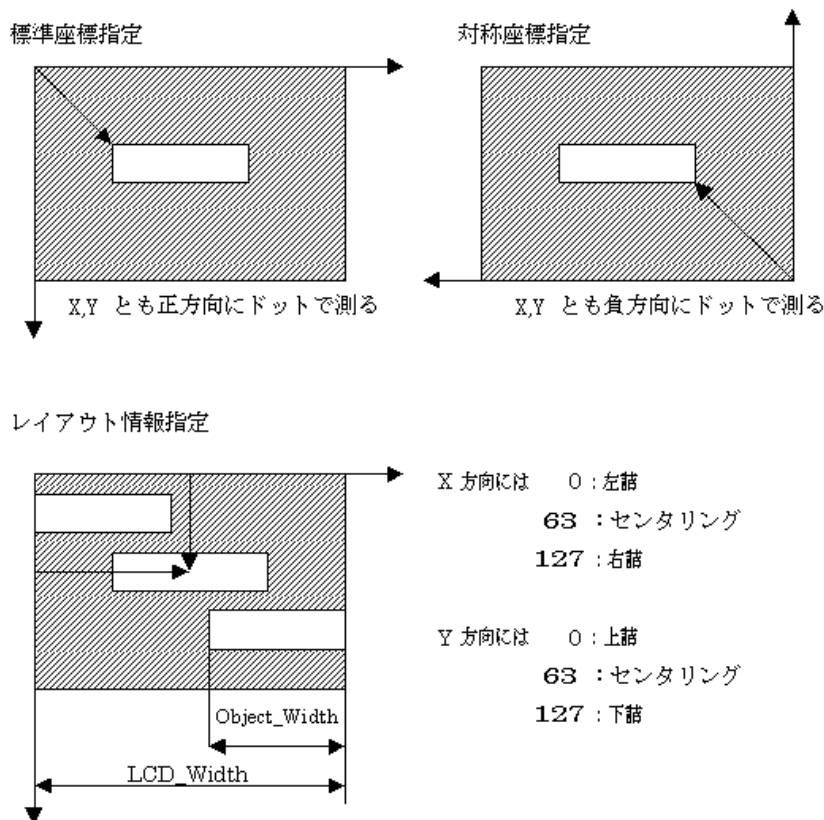 標準座標指定
対称座標指定
X,Y とも正方向にドットで測る
X,Y とも負方向にドットで測る
レイアウト情報指定
X 方向には 0 : 左詰
63 : センタリング
127 : 右詰
Y 方向には 0 : 上詰
63 : センタリング
127 : 下詰
Object_Width
LCD_Width